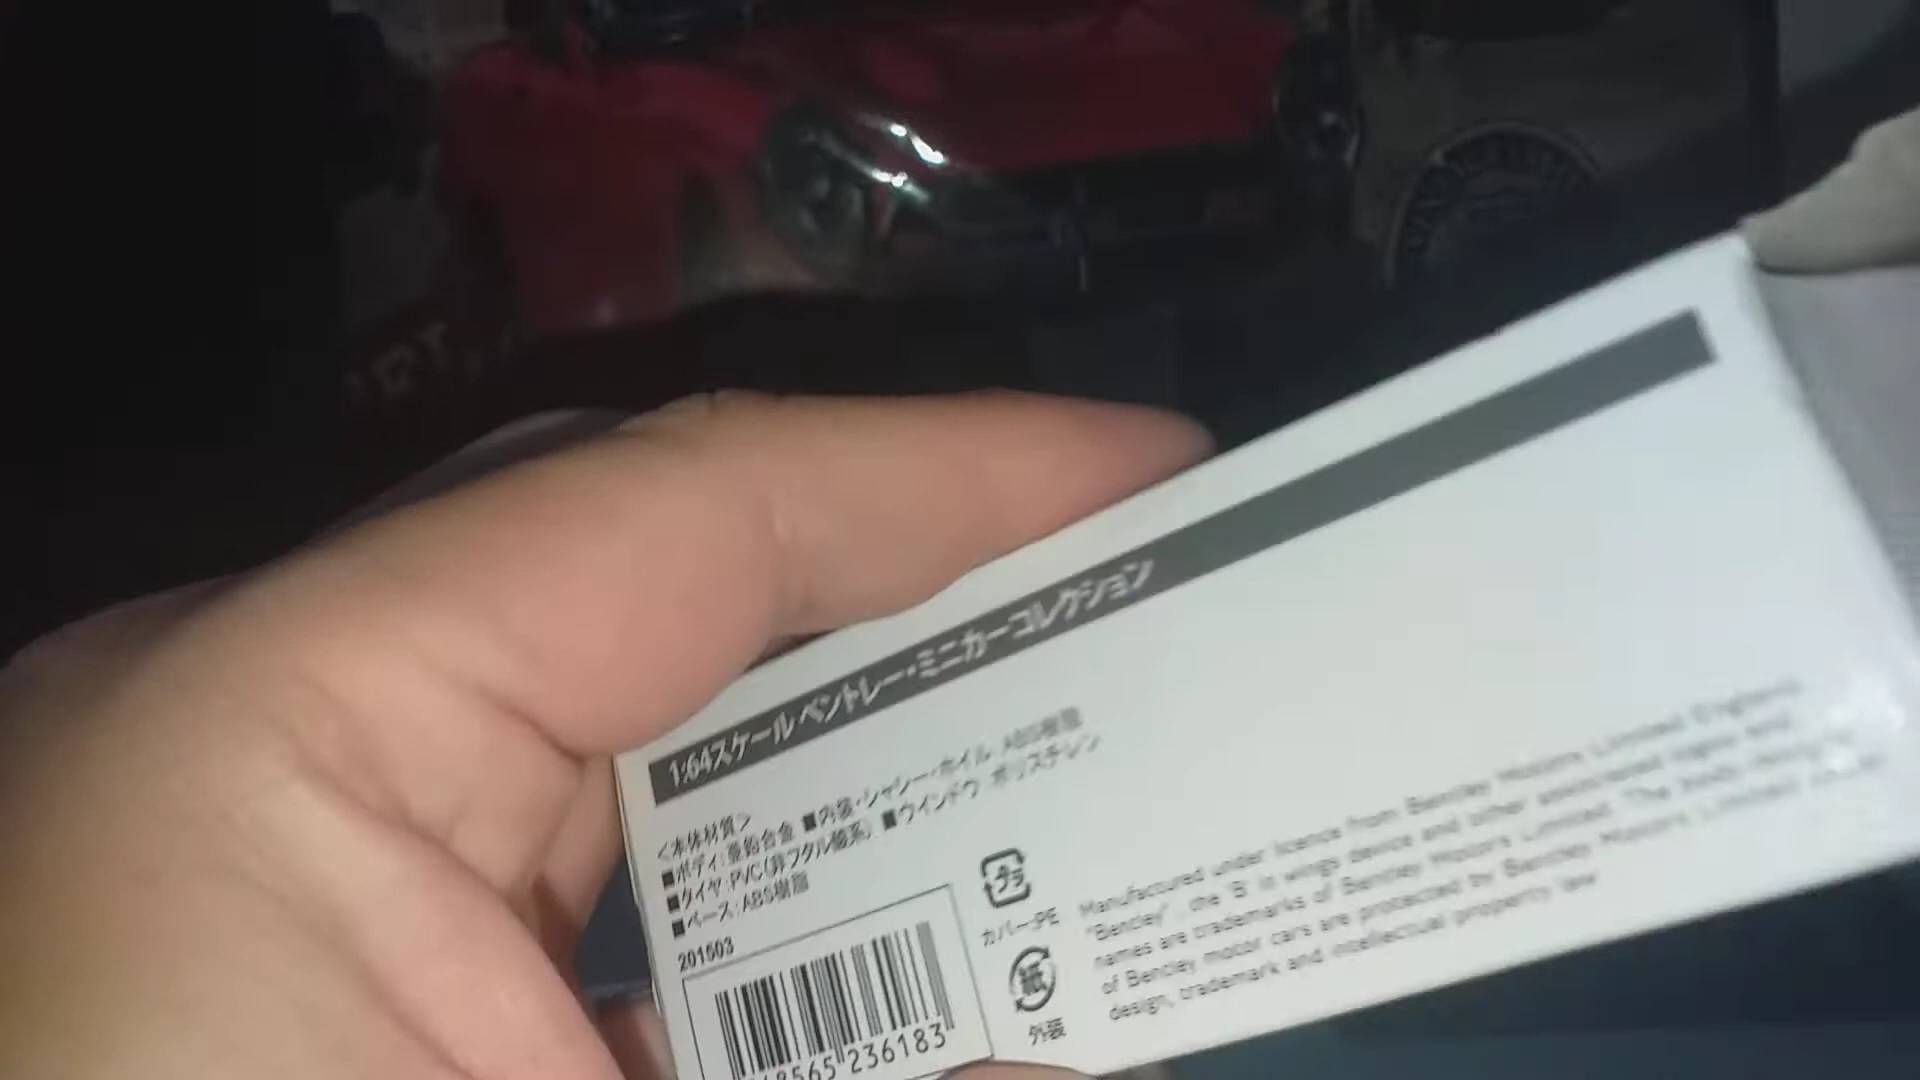 1:64スケール ベントレー・ミニカーコレクション
<本体材質>
■ボディ:亜鉛合金 ■内装・シャシー・ホイル ABS樹脂
■タイヤ:PVC(非フタル酸系) ■ウインドウ ポリスチレン
■ベース:ABS樹脂
201503
8565 236183
プラ
カバー:PE
紙
外装
Manufactured under licence from Bentley Motors Limited England
"Bentley", the 'B' in wings device and other associated logos and
names are trademarks of Bentley Motors Limited. The body design
of Bentley motor cars are protected by Bentley Motors Limited
design, trademark and intellectual property law